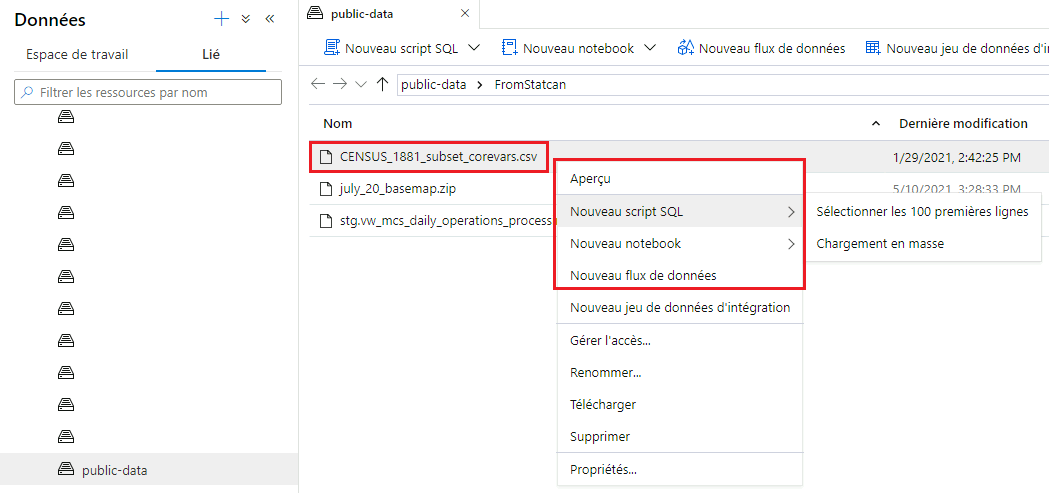 Données
Espace de travail
Lié
Filtrer les ressources par nom
public-data
public-data
Nouveau script SQL
Nouveau notebook
Nouveau flux de données
Nouveau jeu de données d'in
public-data
FromStatcan
Nom
Dernière modification
CENSUS_1881_subset_corevars.csv
1/29/2021, 2:42:25 PM
july_20_basemap.zip
5/10/2021, 3:28:33 PM
stg.vw_mcs_daily_operations_process
Aperçu
Nouveau script SQL
Nouveau notebook
Nouveau flux de données
Nouveau jeu de données d'intégration
Gérer l'accès...
Renommer...
Télécharger
Supprimer
Propriétés...
Sélectionner les 100 premières lignes
Chargement en masse